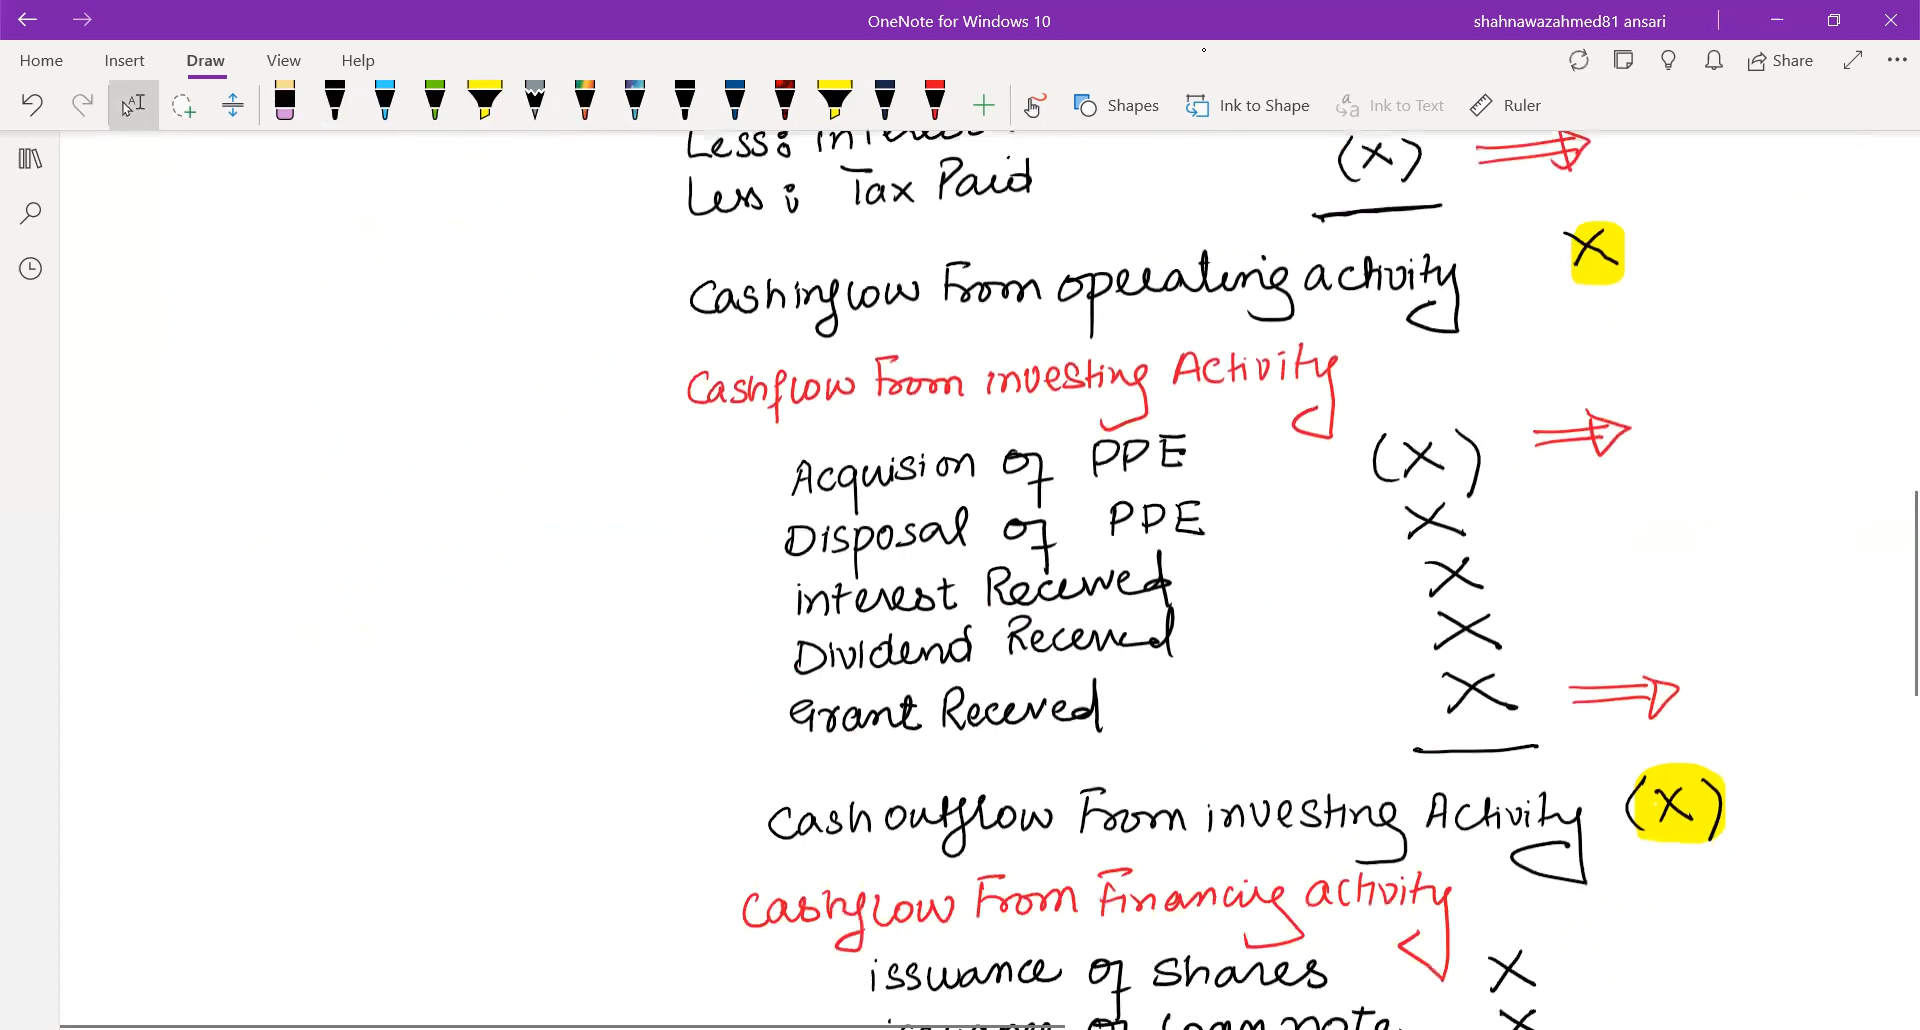 OneNote for Windows 10
shahnawazahmed81 ansari
Home Insert Draw View Help
Share
Shapes Ink to Shape Ink to Text Ruler
Less:
(X)
Less: Tax Paid
X
Cashinflow From operating activity
Cashflow From investing Activity
Acquision of PPE (X)
Disposal of PPE X
interest Received X
Dividend Received X
Grant Received X
Cash outflow From investing Activity (X)
Cashflow From Financing activity
issuance of shares X
X